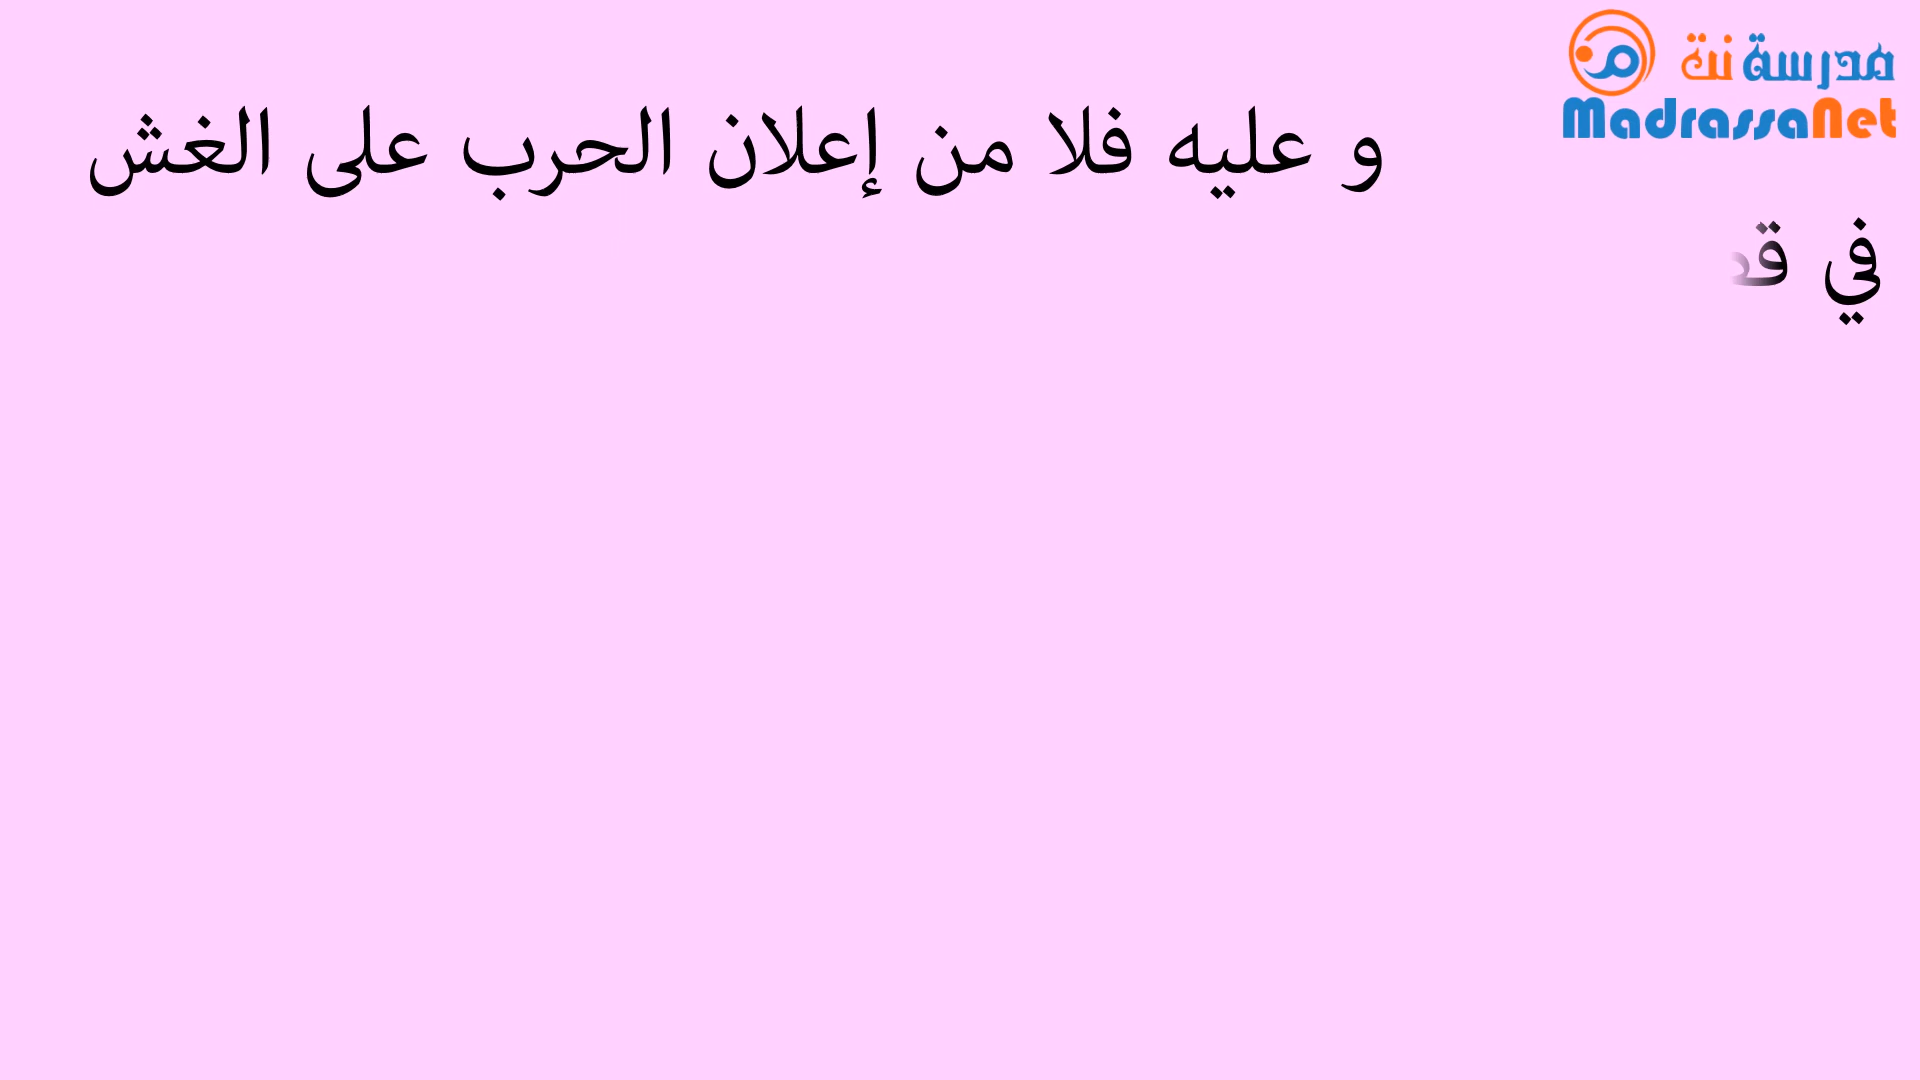 مدرسة نت
MadrassaNet
و عليه فلا من إعلان الحرب على الغش
في